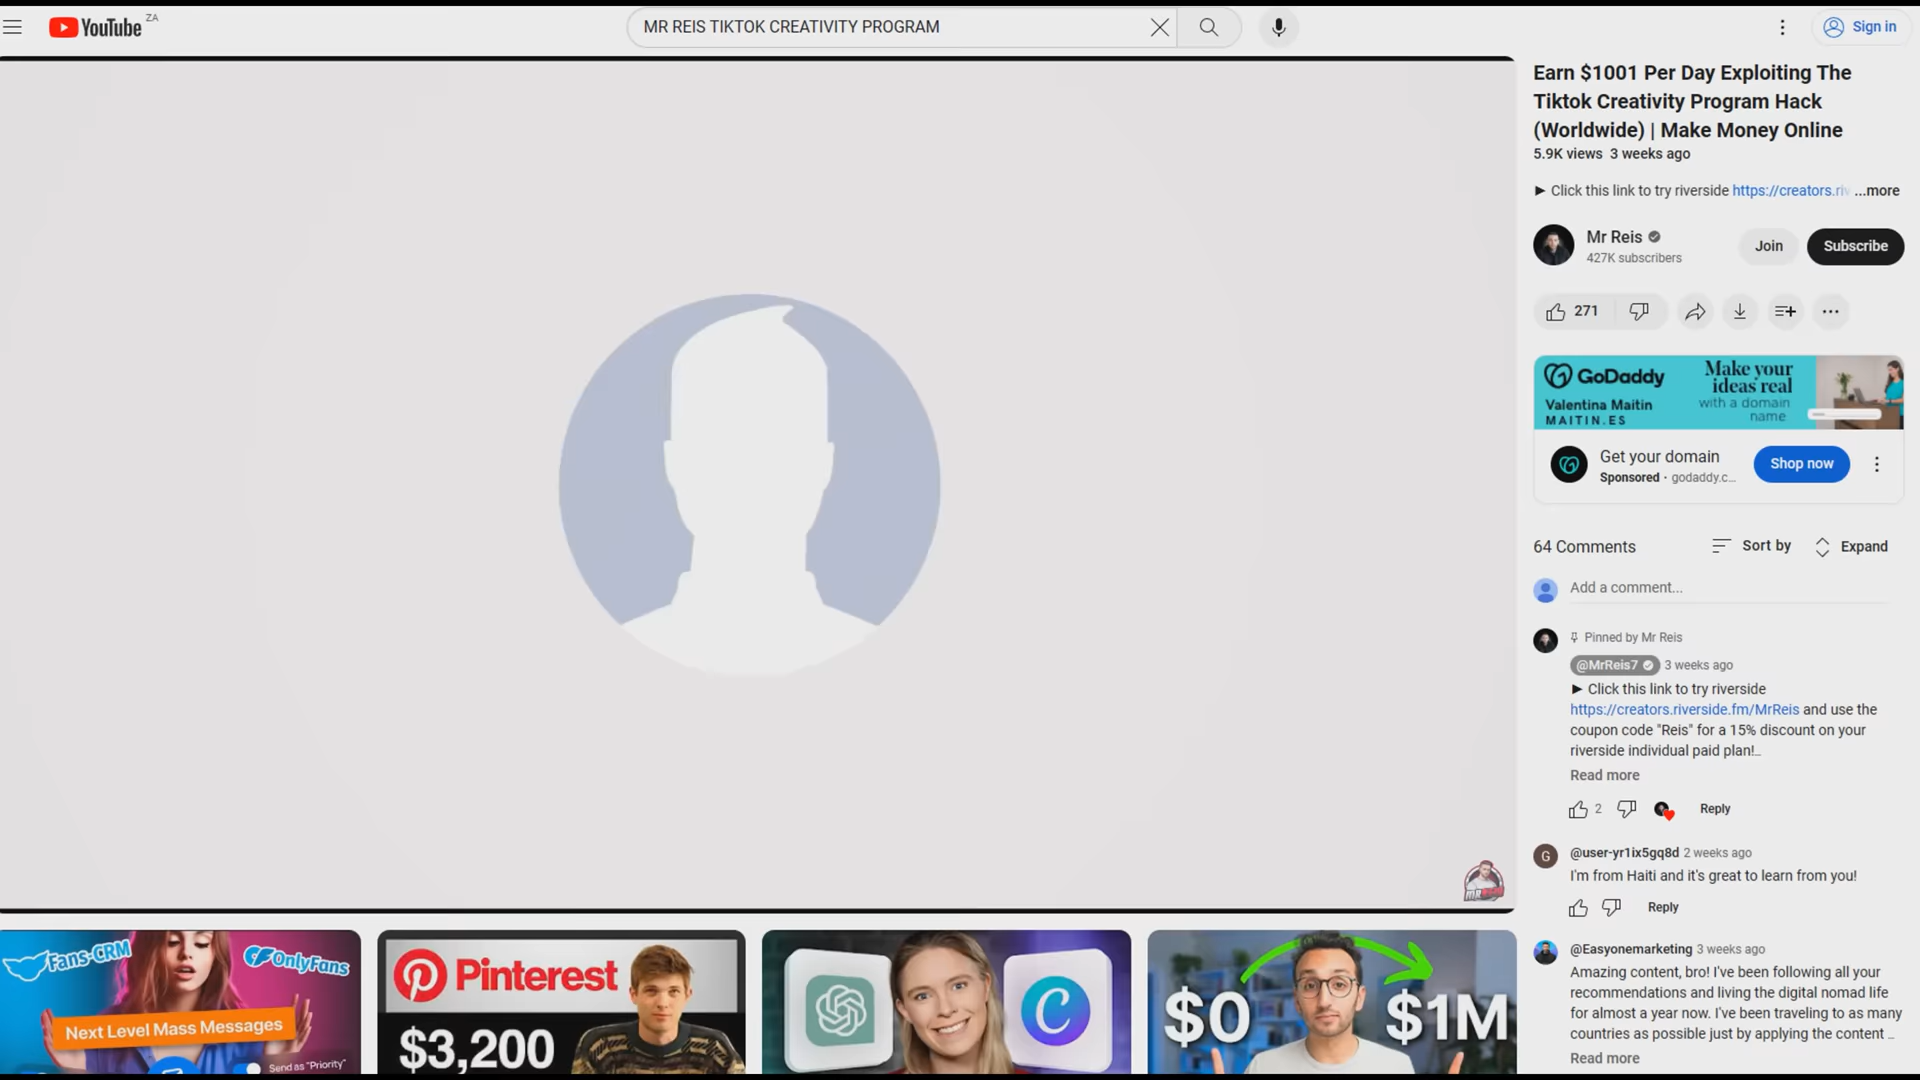 YouTube ZA
MR REIS TIKTOK CREATIVITY PROGRAM
Sign in
Earn $1001 Per Day Exploiting The
Tiktok Creativity Program Hack
(Worldwide) | Make Money Online
5.9K views 3 weeks ago
► Click this link to try riverside https://creators.riv ...more
Mr Reis
427K subscribers
Join
Subscribe
271
GoDaddy
Valentina Maitin
MAITIN.ES
Make your
ideas real
with a domain
name
Get your domain
Sponsored · godaddy.c...
Shop now
64 Comments
Sort by
Expand
Add a comment...
Pinned by Mr Reis
@MrReis7 3 weeks ago
► Click this link to try riverside
https://creators.riverside.fm/MrReis and use the
coupon code "Reis" for a 15% discount on your
riverside individual paid plan!..
Read more
2
Reply
G
@user-yr1ix5gq8d 2 weeks ago
I'm from Haiti and it's great to learn from you!
Reply
@Easyonemarketing 3 weeks ago
Amazing content, bro! I've been following all your
recommendations and living the digital nomad life
for almost a year now. I've been traveling to as many
countries as possible just by applying the content ..
Read more
Fans-CRM
OnlyFans
Next Level Mass Messages
Send as "Priority"
Pinterest
$3,200
$0
$1M